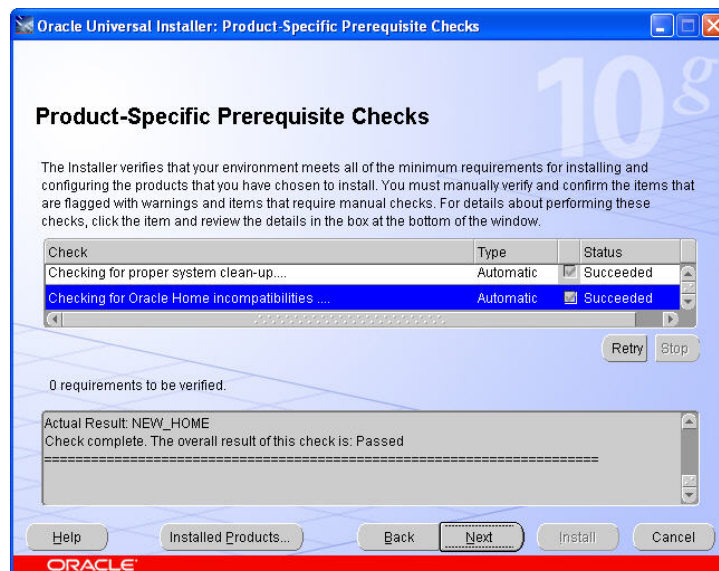 Oracle Universal Installer: Product-Specific Prerequisite Checks
10g
Product-Specific Prerequisite Checks
The Installer verifies that your environment meets all of the minimum requirements for installing and
configuring the products that you have chosen to install. You must manually verify and confirm the items that
are flagged with warnings and items that require manual checks. For details about performing these
checks, click the item and review the details in the box at the bottom of the window.
Check Type Status
Checking for proper system clean-up.... Automatic Succeeded
Checking for Oracle Home incompatibilities .... Automatic Succeeded
Retry Stop
0 requirements to be verified.
Actual Result: NEW_HOME
Check complete. The overall result of this check is: Passed
========================================================================
Help Installed Products... Back Next Install Cancel
ORACLE